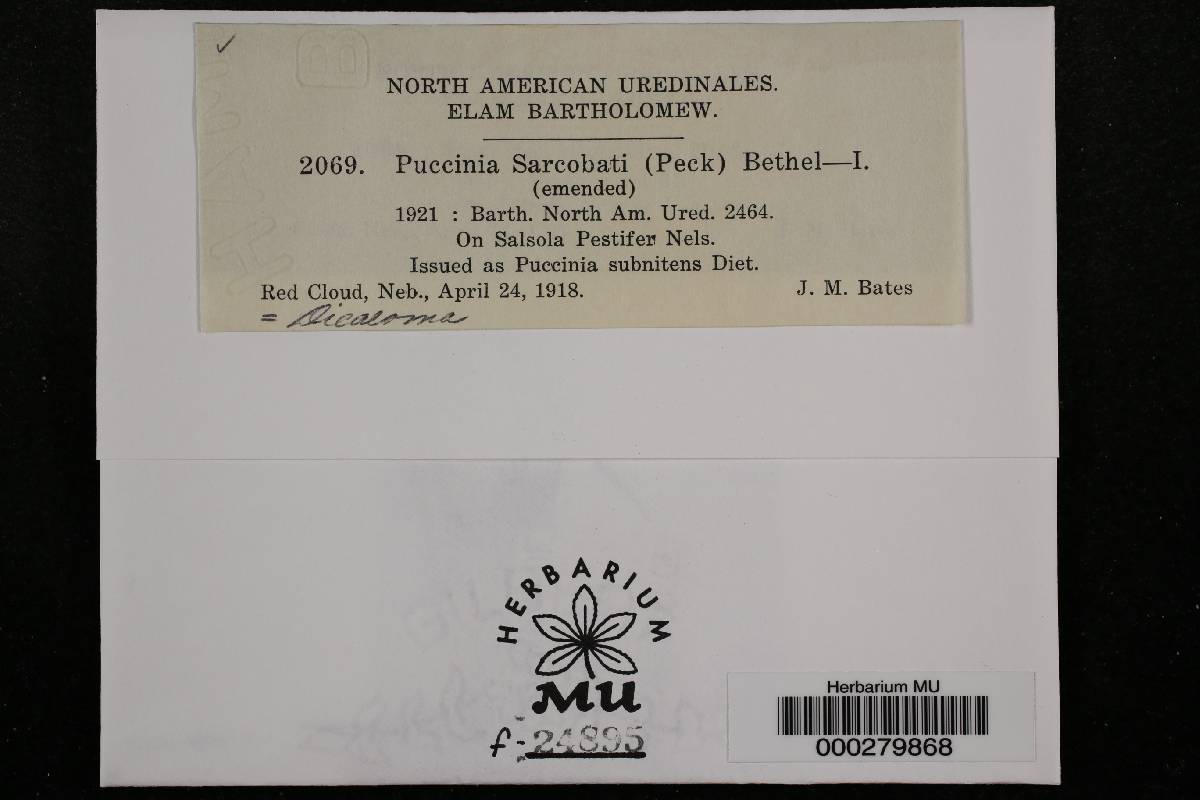 ✓
NORTH AMERICAN UREDINALES.
ELAM BARTHOLOMEW.
2069. Puccinia Sarcobati (Peck) Bethel—I.
(emended)
1921 : Barth. North Am. Ured. 2464.
On Salsola Pestifer Nels.
Issued as Puccinia subnitens Diet.
Red Cloud, Neb., April 24, 1918. J. M. Bates
= Dicaeoma
HERBARIUM
MU
f-24895
Herbarium MU
000279868